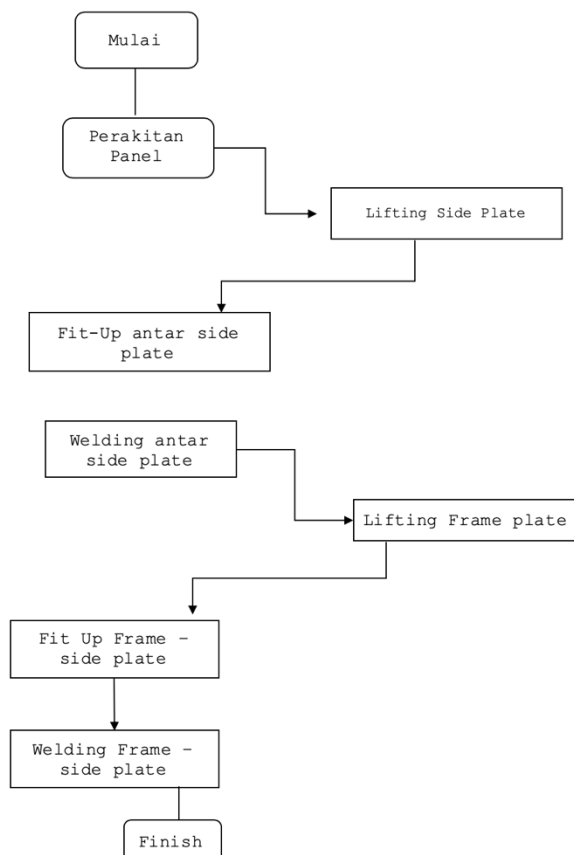 Mulai
Perakitan
Panel
Lifting Side Plate
Fit-Up antar side
plate
Welding antar
side plate
Lifting Frame plate
Fit Up Frame –
side plate
Welding Frame –
side plate
Finish